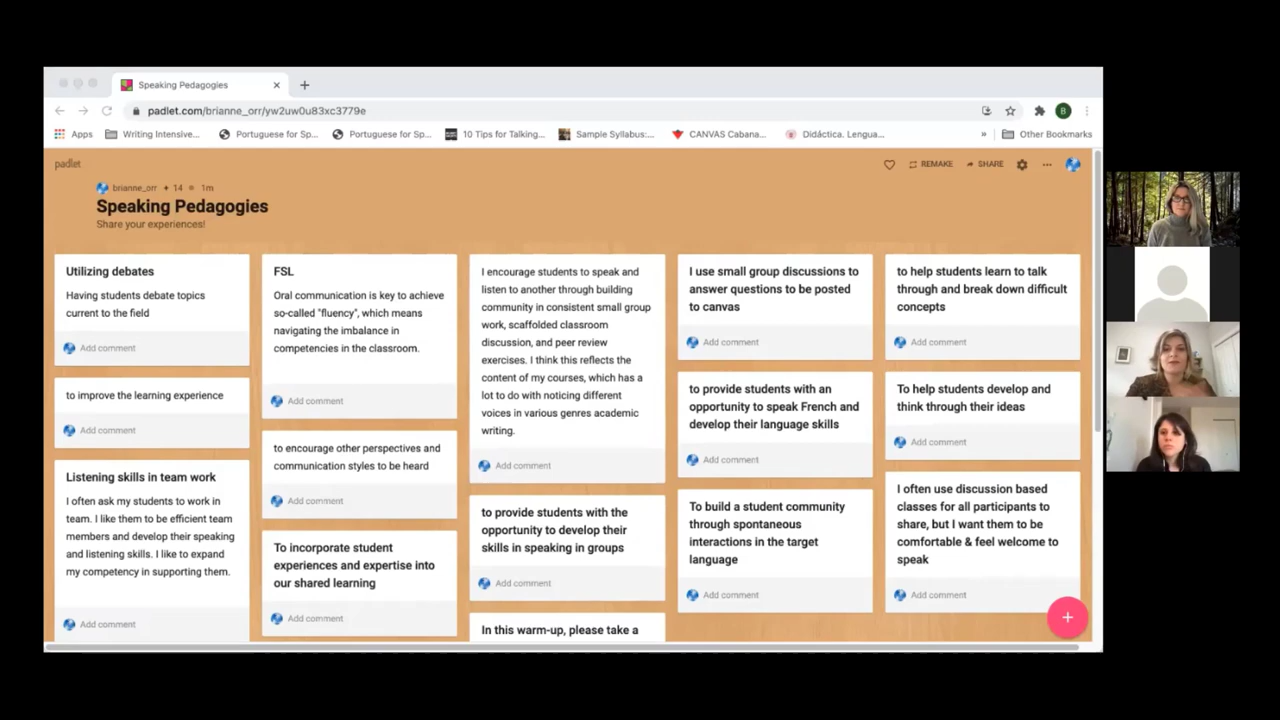 Speaking Pedagogies
padlet.com/brianne_orr/yw2uw0u83xc3779e
B
Apps
Writing Intensive...
Portuguese for Sp...
Portuguese for Sp...
10 Tips for Talking...
Sample Syllabus:...
CANVAS Cabana...
Didáctica. Lengua...
»
Other Bookmarks
padlet
REMAKE
SHARE
brianne_orr + 14 1m
Speaking Pedagogies
Share your experiences!
Utilizing debates
Having students debate topics
current to the field
Add comment
to improve the learning experience
Add comment
Listening skills in team work
I often ask my students to work in
team. I like them to be efficient team
members and develop their speaking
and listening skills. I like to expand
my competency in supporting them.
Add comment
FSL
Oral communication is key to achieve
so-called "fluency", which means
navigating the imbalance in
competencies in the classroom.
Add comment
to encourage other perspectives and
communication styles to be heard
Add comment
To incorporate student
experiences and expertise into
our shared learning
Add comment
I encourage students to speak and
listen to another through building
community in consistent small group
work, scaffolded classroom
discussion, and peer review
exercises. I think this reflects the
content of my courses, which has a
lot to do with noticing different
voices in various genres academic
writing.
Add comment
to provide students with the
opportunity to develop their
skills in speaking in groups
Add comment
In this warm-up, please take a
I use small group discussions to
answer questions to be posted
to canvas
Add comment
to provide students with an
opportunity to speak French and
develop their language skills
Add comment
To build a student community
through spontaneous
interactions in the target
language
Add comment
to help students learn to talk
through and break down difficult
concepts
Add comment
To help students develop and
think through their ideas
Add comment
I often use discussion based
classes for all participants to
share, but I want them to be
comfortable & feel welcome to
speak
Add comment